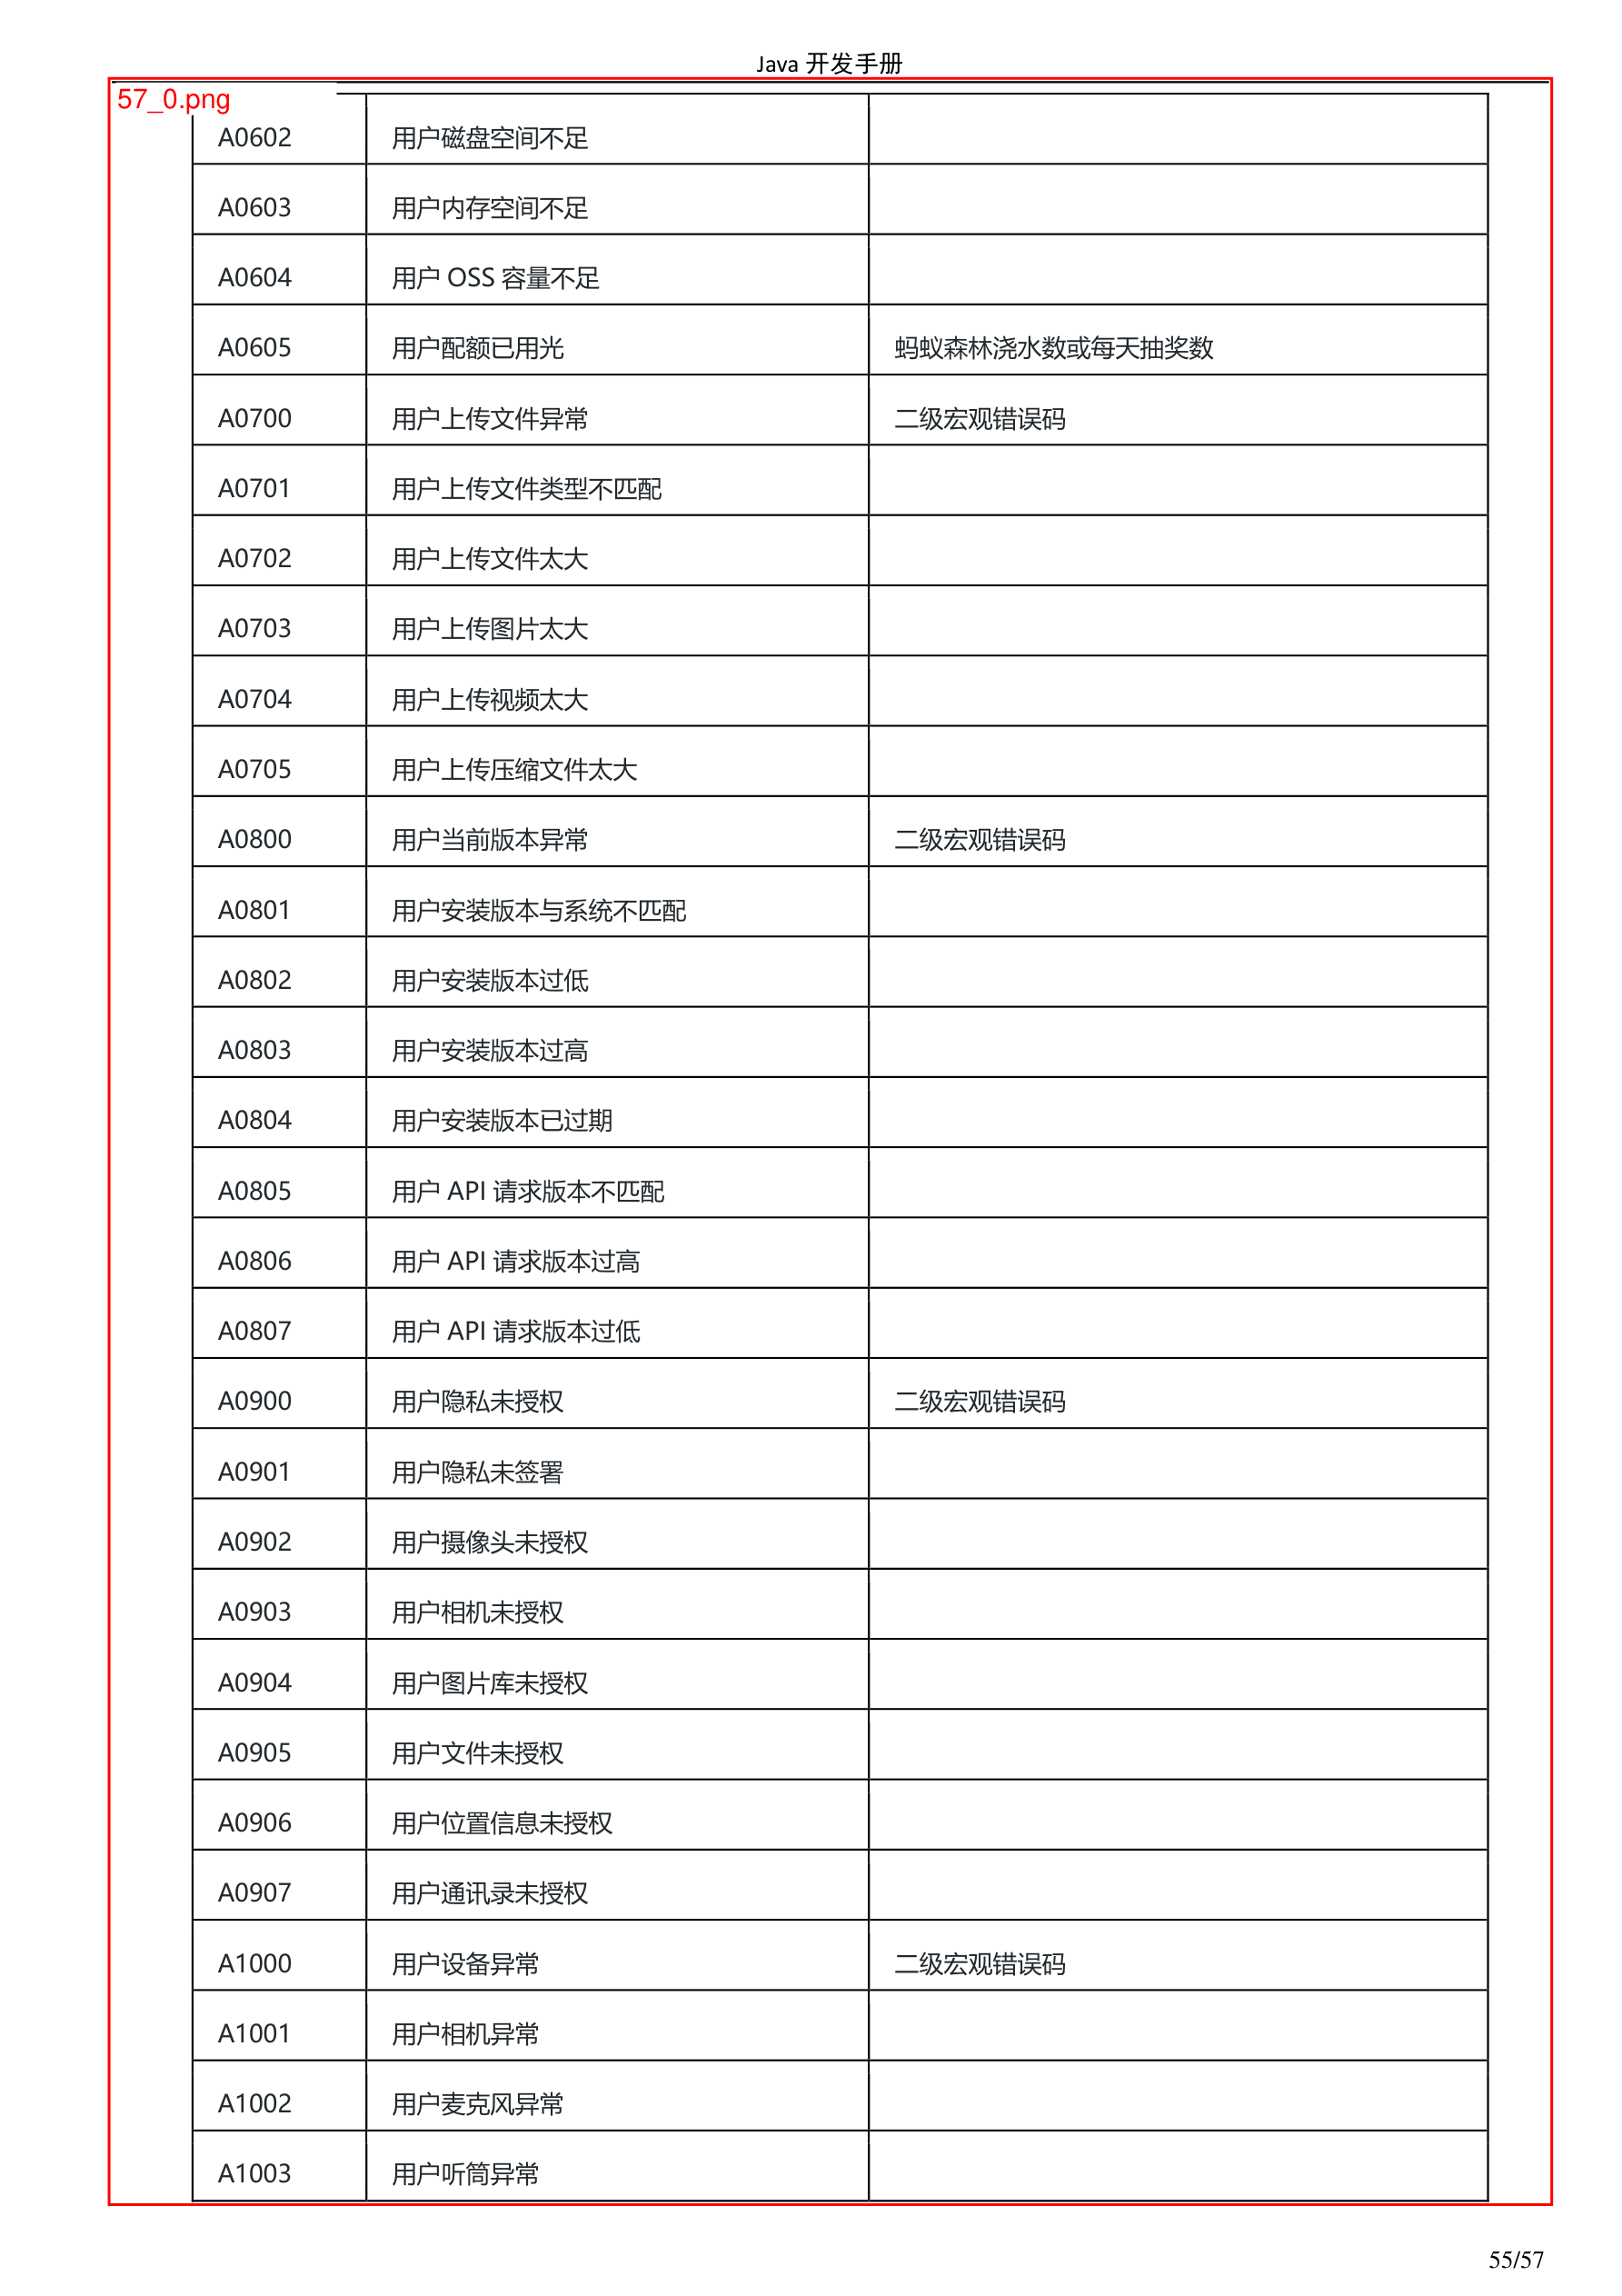 Java 开发手册
57_0.png
A0602 用户磁盘空间不足
A0603 用户内存空间不足
A0604 用户 OSS 容量不足
A0605 用户配额已用光 蚂蚁森林浇水数或每天抽奖数
A0700 用户上传文件异常 二级宏观错误码
A0701 用户上传文件类型不匹配
A0702 用户上传文件太大
A0703 用户上传图片太大
A0704 用户上传视频太大
A0705 用户上传压缩文件太大
A0800 用户当前版本异常 二级宏观错误码
A0801 用户安装版本与系统不匹配
A0802 用户安装版本过低
A0803 用户安装版本过高
A0804 用户安装版本已过期
A0805 用户 API 请求版本不匹配
A0806 用户 API 请求版本过高
A0807 用户 API 请求版本过低
A0900 用户隐私未授权 二级宏观错误码
A0901 用户隐私未签署
A0902 用户摄像头未授权
A0903 用户相机未授权
A0904 用户图片库未授权
A0905 用户文件未授权
A0906 用户位置信息未授权
A0907 用户通讯录未授权
A1000 用户设备异常 二级宏观错误码
A1001 用户相机异常
A1002 用户麦克风异常
A1003 用户听筒异常
55/57